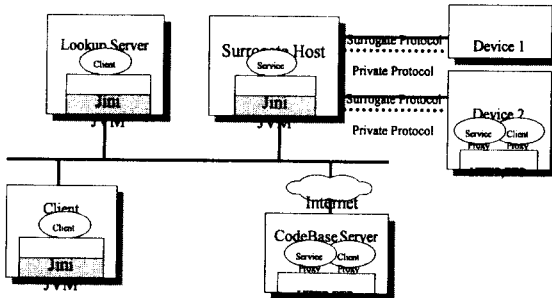 Lookup Server
Client
Jini
JVM
Surrogate Host
Service
Jini
JVM
Surrogate Protocol
Private Protocol
Surrogate Protocol
Private Protocol
Device 1
Device 2
Service
Proxy
Client
Proxy
Client
Client
Jini
JVM
Internet
CodeBase Server
Service
Proxy
Client
Proxy